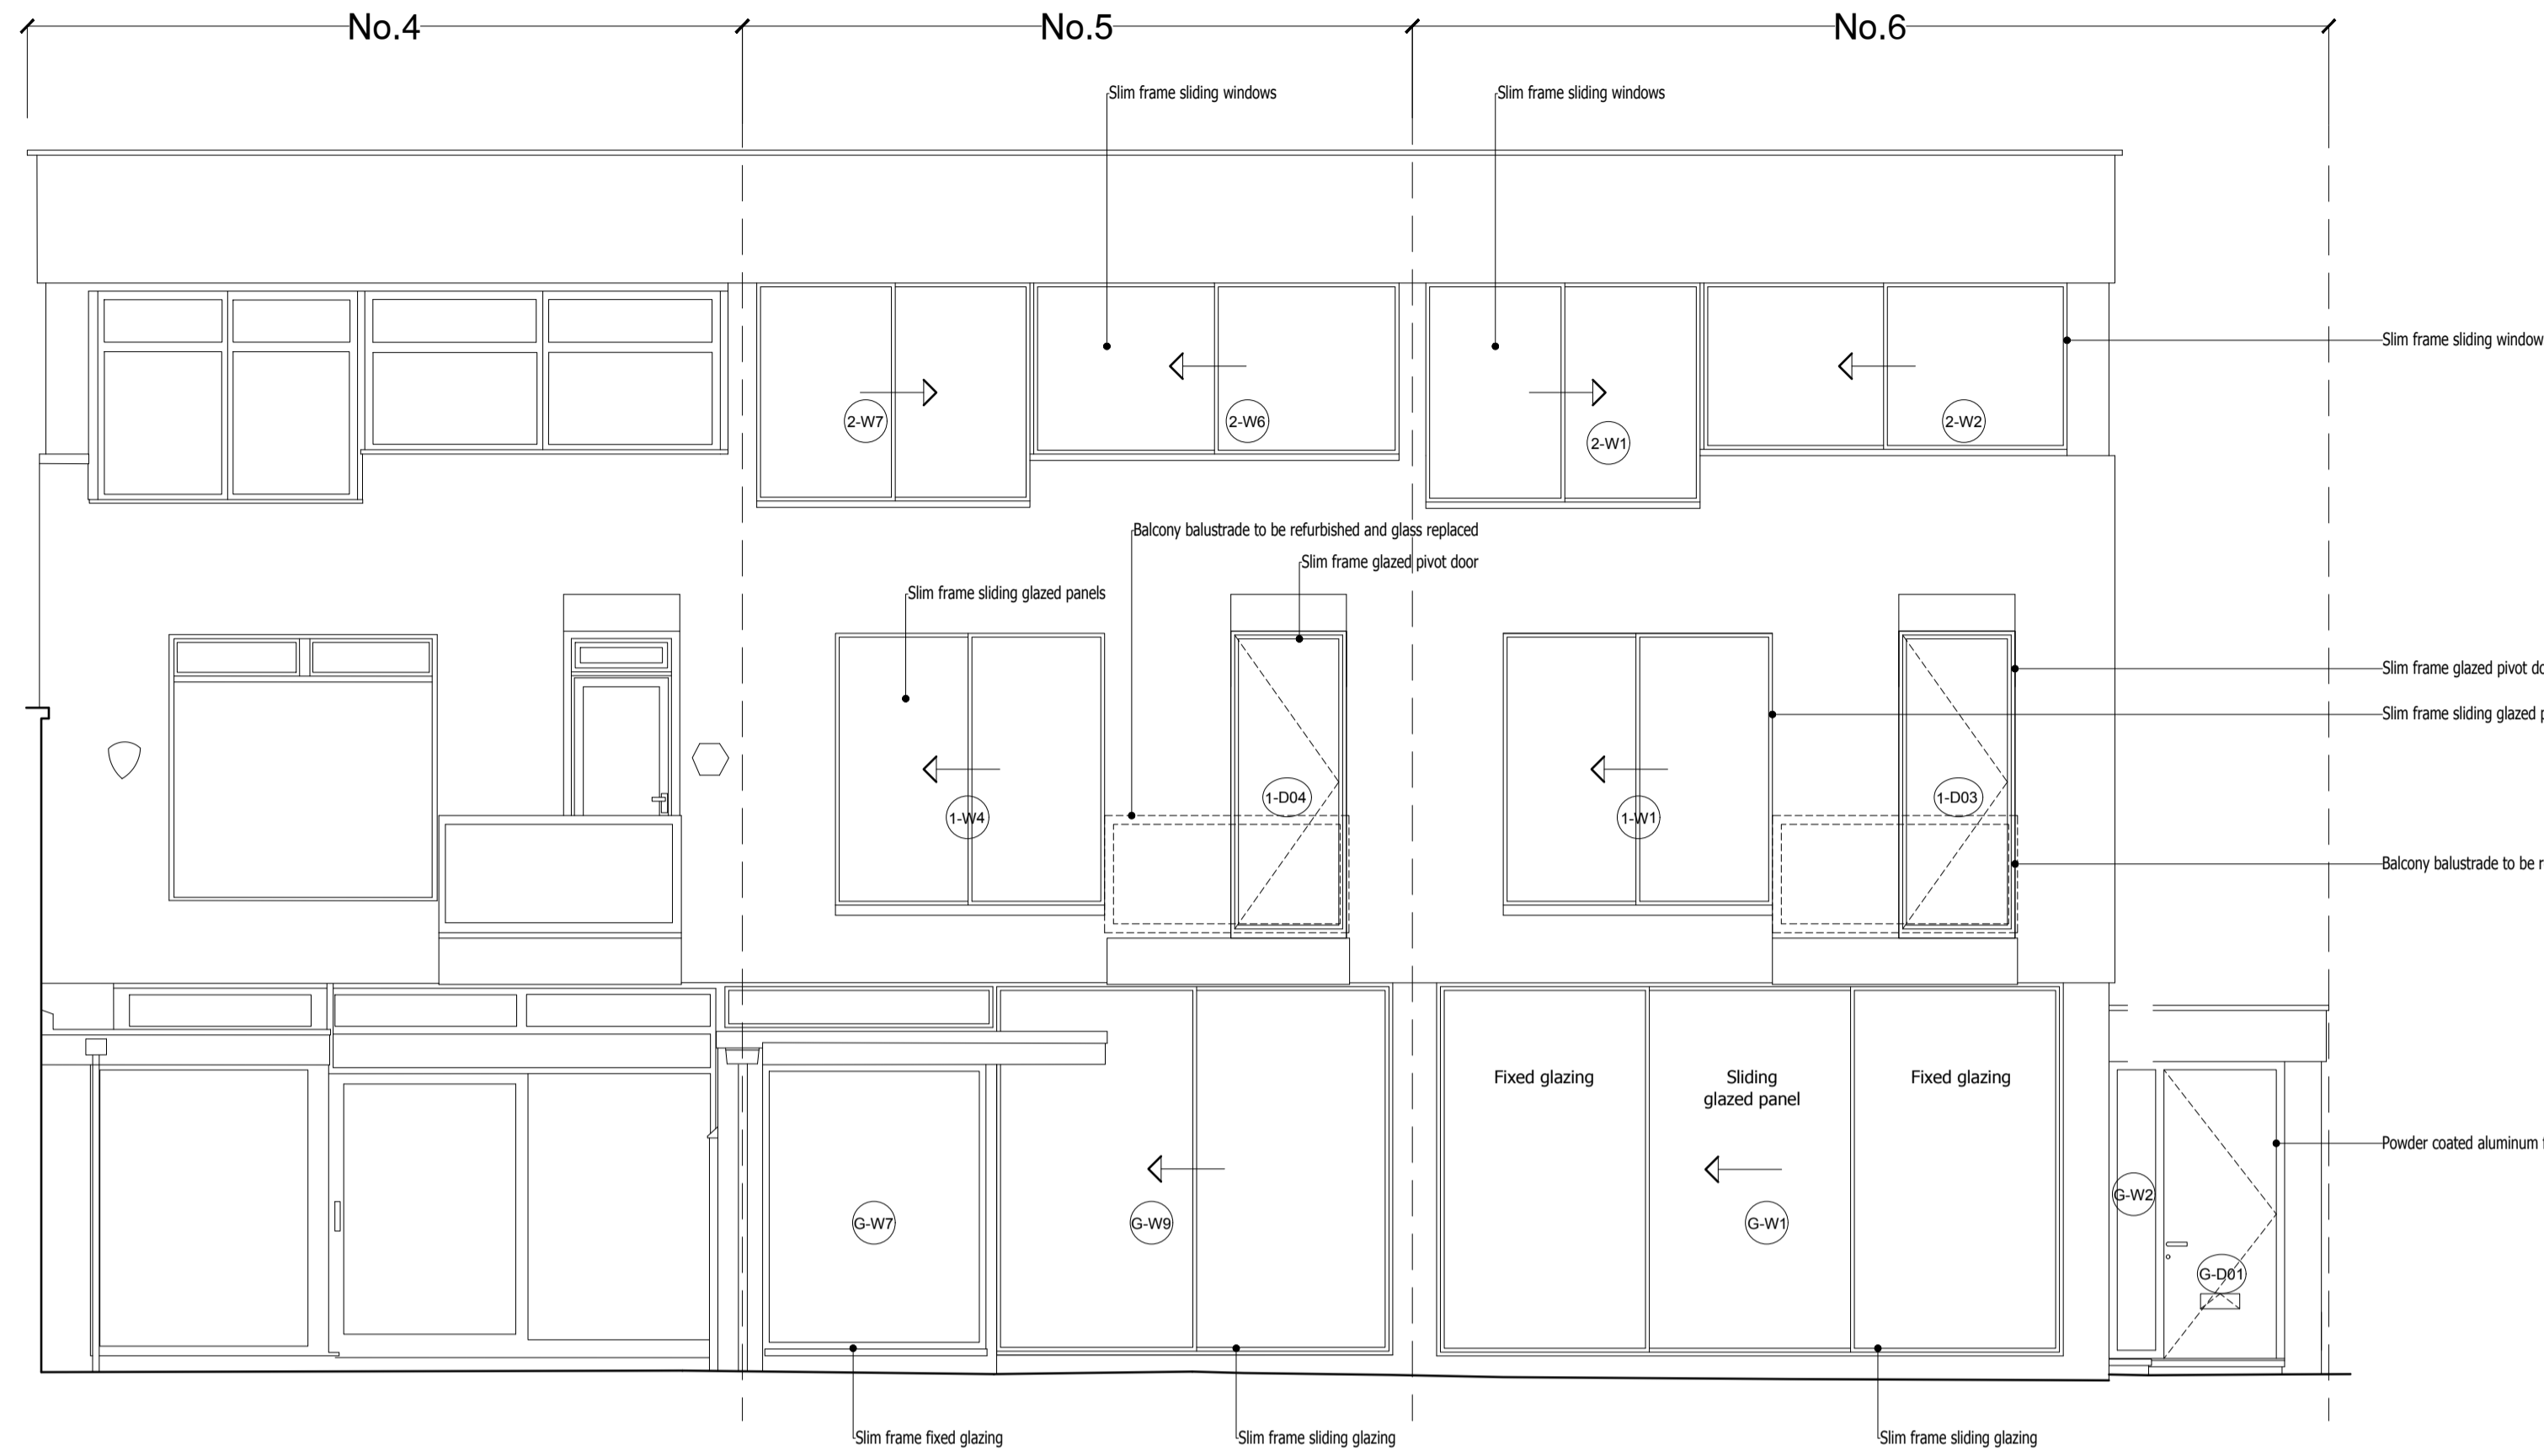 No.4 No.5 No.6
Slim frame sliding windows
Slim frame sliding windows
Slim frame sliding window
2-W7
2-W6
2-W1
2-W2
Balcony balustrade to be refurbished and glass replaced
Slim frame glazed pivot door
Slim frame sliding glazed panels
Slim frame glazed pivot do
Slim frame sliding glazed p
1-W4
1-D04
1-W1
1-D03
Balcony balustrade to be r
Fixed glazing
Sliding
glazed panel
Fixed glazing
Powder coated aluminum f
G-W7
G-W9
G-W1
G-W2
G-D01
Slim frame fixed glazing
Slim frame sliding glazing
Slim frame sliding glazing